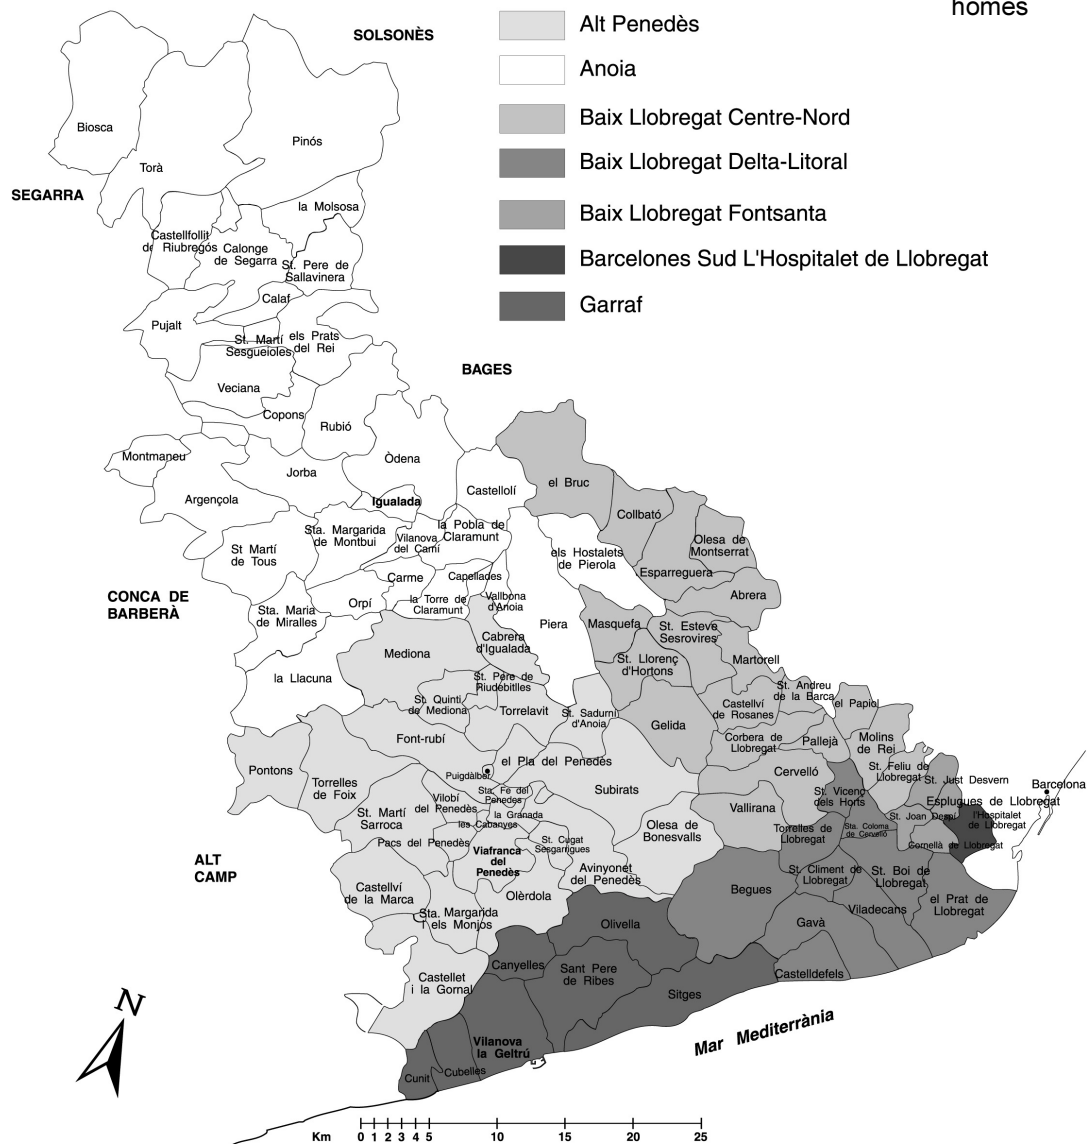 homes
Alt Penedès
Anoia
Baix Llobregat Centre-Nord
Baix Llobregat Delta-Litoral
Baix Llobregat Fontsanta
Barcelones Sud L'Hospitalet de Llobregat
Garraf
SOLSONÈS
Biosca
Pinós
Torà
SEGARRA
la Molsosa
Castellfollit
de Riubregós
Calonge
de Segarra
St. Pere de
Sallavinera
Calaf
Pujalt
St. Martí
Sesgueioles
els Prats
del Rei
BAGES
Veciana
Copons
Rubió
Montmaneu
Òdena
Jorba
Argençola
Igualada
Castellolí
el Bruc
Collbató
Sta. Margarida
de Montbui
Vilanova
del Camí
la Pobla de
Claramunt
St Martí
de Tous
els Hostalets
de Pierola
Olesa de
Montserrat
Esparreguera
Carme
Capellades
CONCA DE
BARBERÀ
Orpí
la Torre de
Claramunt
Vallbona
d'Anoia
Abrera
Sta. Maria
de Miralles
Piera
Masquefa
St. Esteve
Sesrovires
Cabrera
d'Igualada
Mediona
St. Llorenç
d'Hortons
Martorell
la Llacuna
St. Pere de
Riudebitlles
St. Quintí
de Mediona
Torrelavit
St. Sadurní
d'Anoia
St. Andreu
de la Barca
el Papiol
Castellví
de Rosanes
Gelida
Font-rubí
Corbera de
Llobregat
Pallejà
Molins
de Rei
Pontons
el Pla del Penedès
Puigdàlber
Cervelló
St. Feliu de
Llobregat
St. Just Desvern
Barcelona
Torrelles
de Foix
Sta. Fe del
Penedes
Subirats
St. Vicenç
dels Horts
Esplugues de Llobregat
Vilobí
del Penedès
St. Martí
Sarroca
la Granada
les Cabanyes
Vallirana
St. Joan Despí
l'Hospitalet
de Llobregat
Olesa de
Bonesvalls
Torrelles de
Llobregat
Sta. Coloma
de Cervelló
Cornellà de Llobregat
Pacs del Penedès
Viafranca
del
Penedès
St. Cugat
Sesgarrigues
ALT
CAMP
Avinyonet
del Penedès
St. Climent de
Llobregat
St. Boi de
Llobregat
Castellví
de la Marca
Olèrdola
Begues
el Prat de
Llobregat
Sta. Margarida
i els Monjos
Viladecans
Olivella
Gavà
Canyelles
Sant Pere
de Ribes
Castelldefels
Castellet
i la Gornal
Sitges
N
Mar Mediterrània
Vilanova
la Geltrú
Cubelles
Cunit
Km 0 1 2 3 4 5 10 15 20 25